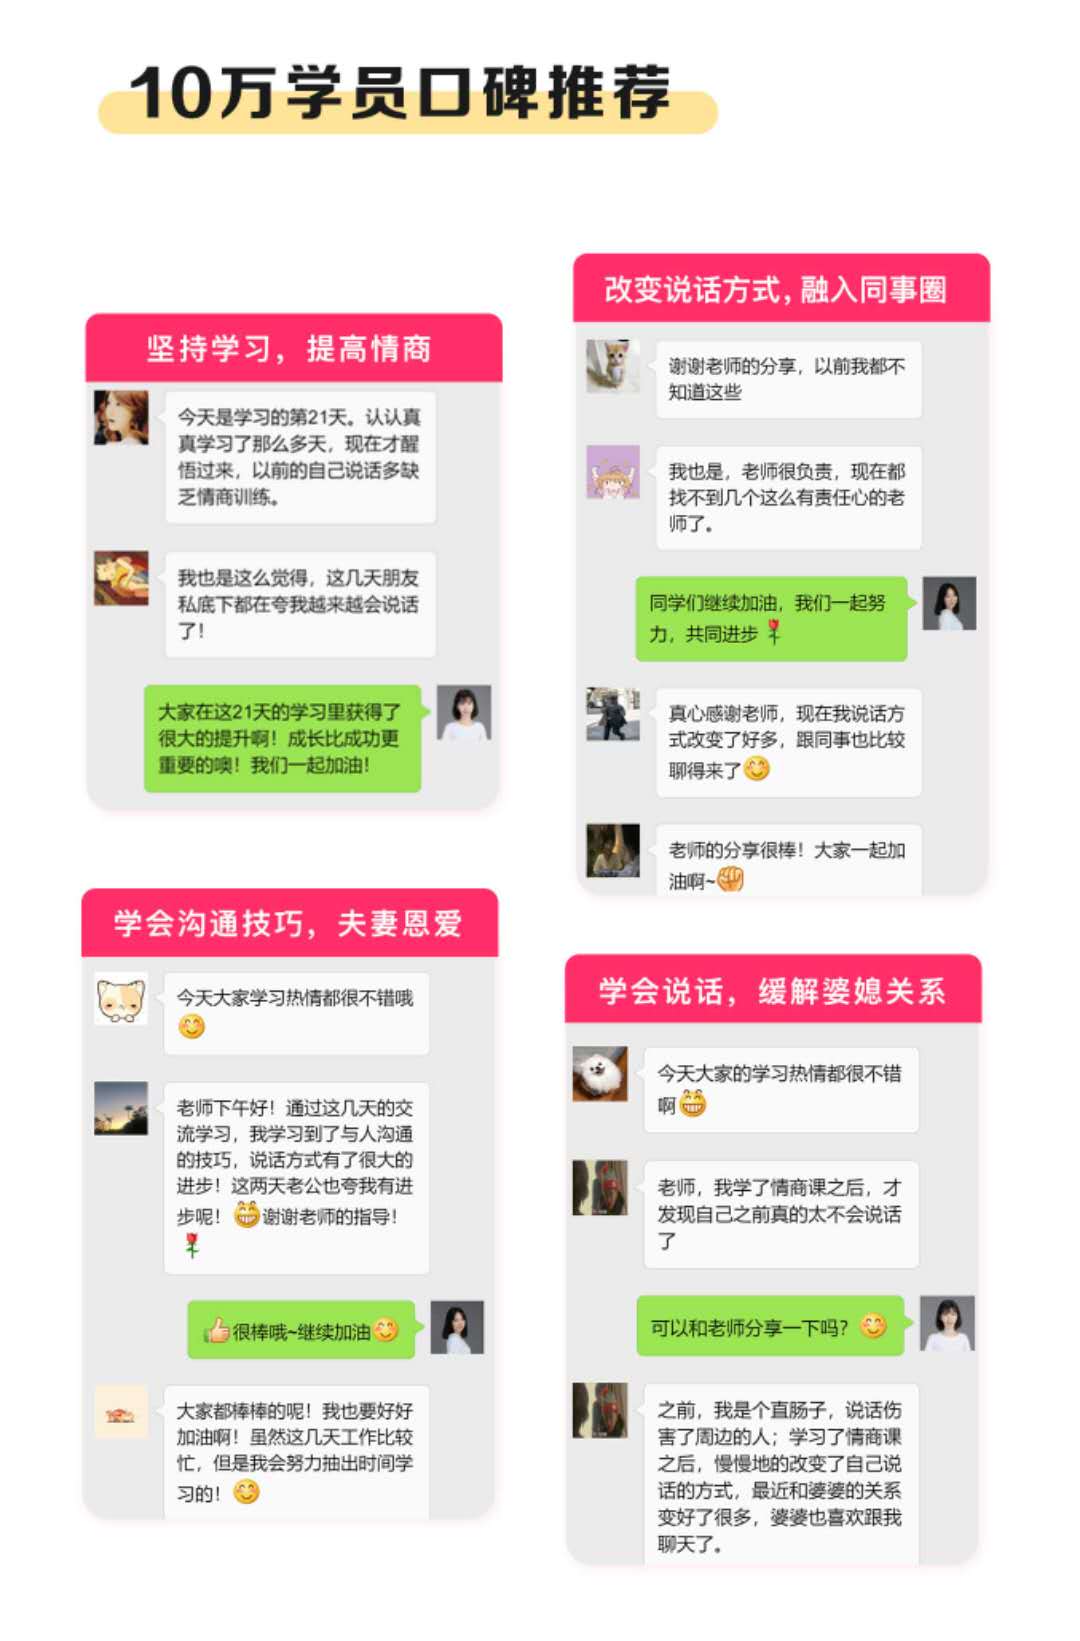 10万学员口碑推荐
坚持学习，提高情商
今天是学习的第21天。认认真
真学习了那么多天，现在才醒
悟过来，以前的自己说话多缺
乏情商训练。
我也是这么觉得，这几天朋友
私底下都在夸我越来越会说话
了！
大家在这21天的学习里获得了
很大的提升啊！成长比成功更
重要的噢！我们一起加油！
改变说话方式，融入同事圈
谢谢老师的分享，以前我都不
知道这些
我也是，老师很负责，现在都
找不到几个这么有责任心的老
师了。
同学们继续加油，我们一起努
力，共同进步🌹
真心感谢老师，现在我说话方
式改变了好多，跟同事也比较
聊得来了😊
老师的分享很棒！大家一起加
油啊~✊
学会沟通技巧，夫妻恩爱
今天大家学习热情都很不错哦
😊
老师下午好！通过这几天的交
流学习，我学习到了与人沟通
的技巧，说话方式有了很大的
进步！这两天老公也夸我有进
步呢！😁谢谢老师的指导！
🌹
👍很棒哦~继续加油😊
大家都棒棒的呢！我也要好好
加油啊！虽然这几天工作比较
忙，但是我会努力抽出时间学
习的！😊
学会说话，缓解婆媳关系
今天大家的学习热情都很不错
啊😁
老师，我学了情商课之后，才
发现自己之前真的太不会说话
了
可以和老师分享一下吗？😊
之前，我是个直肠子，说话伤
害了周边的人；学习了情商课
之后，慢慢地的改变了自己说
话的方式，最近和婆婆的关系
变好了很多，婆婆也喜欢跟我
聊天了。